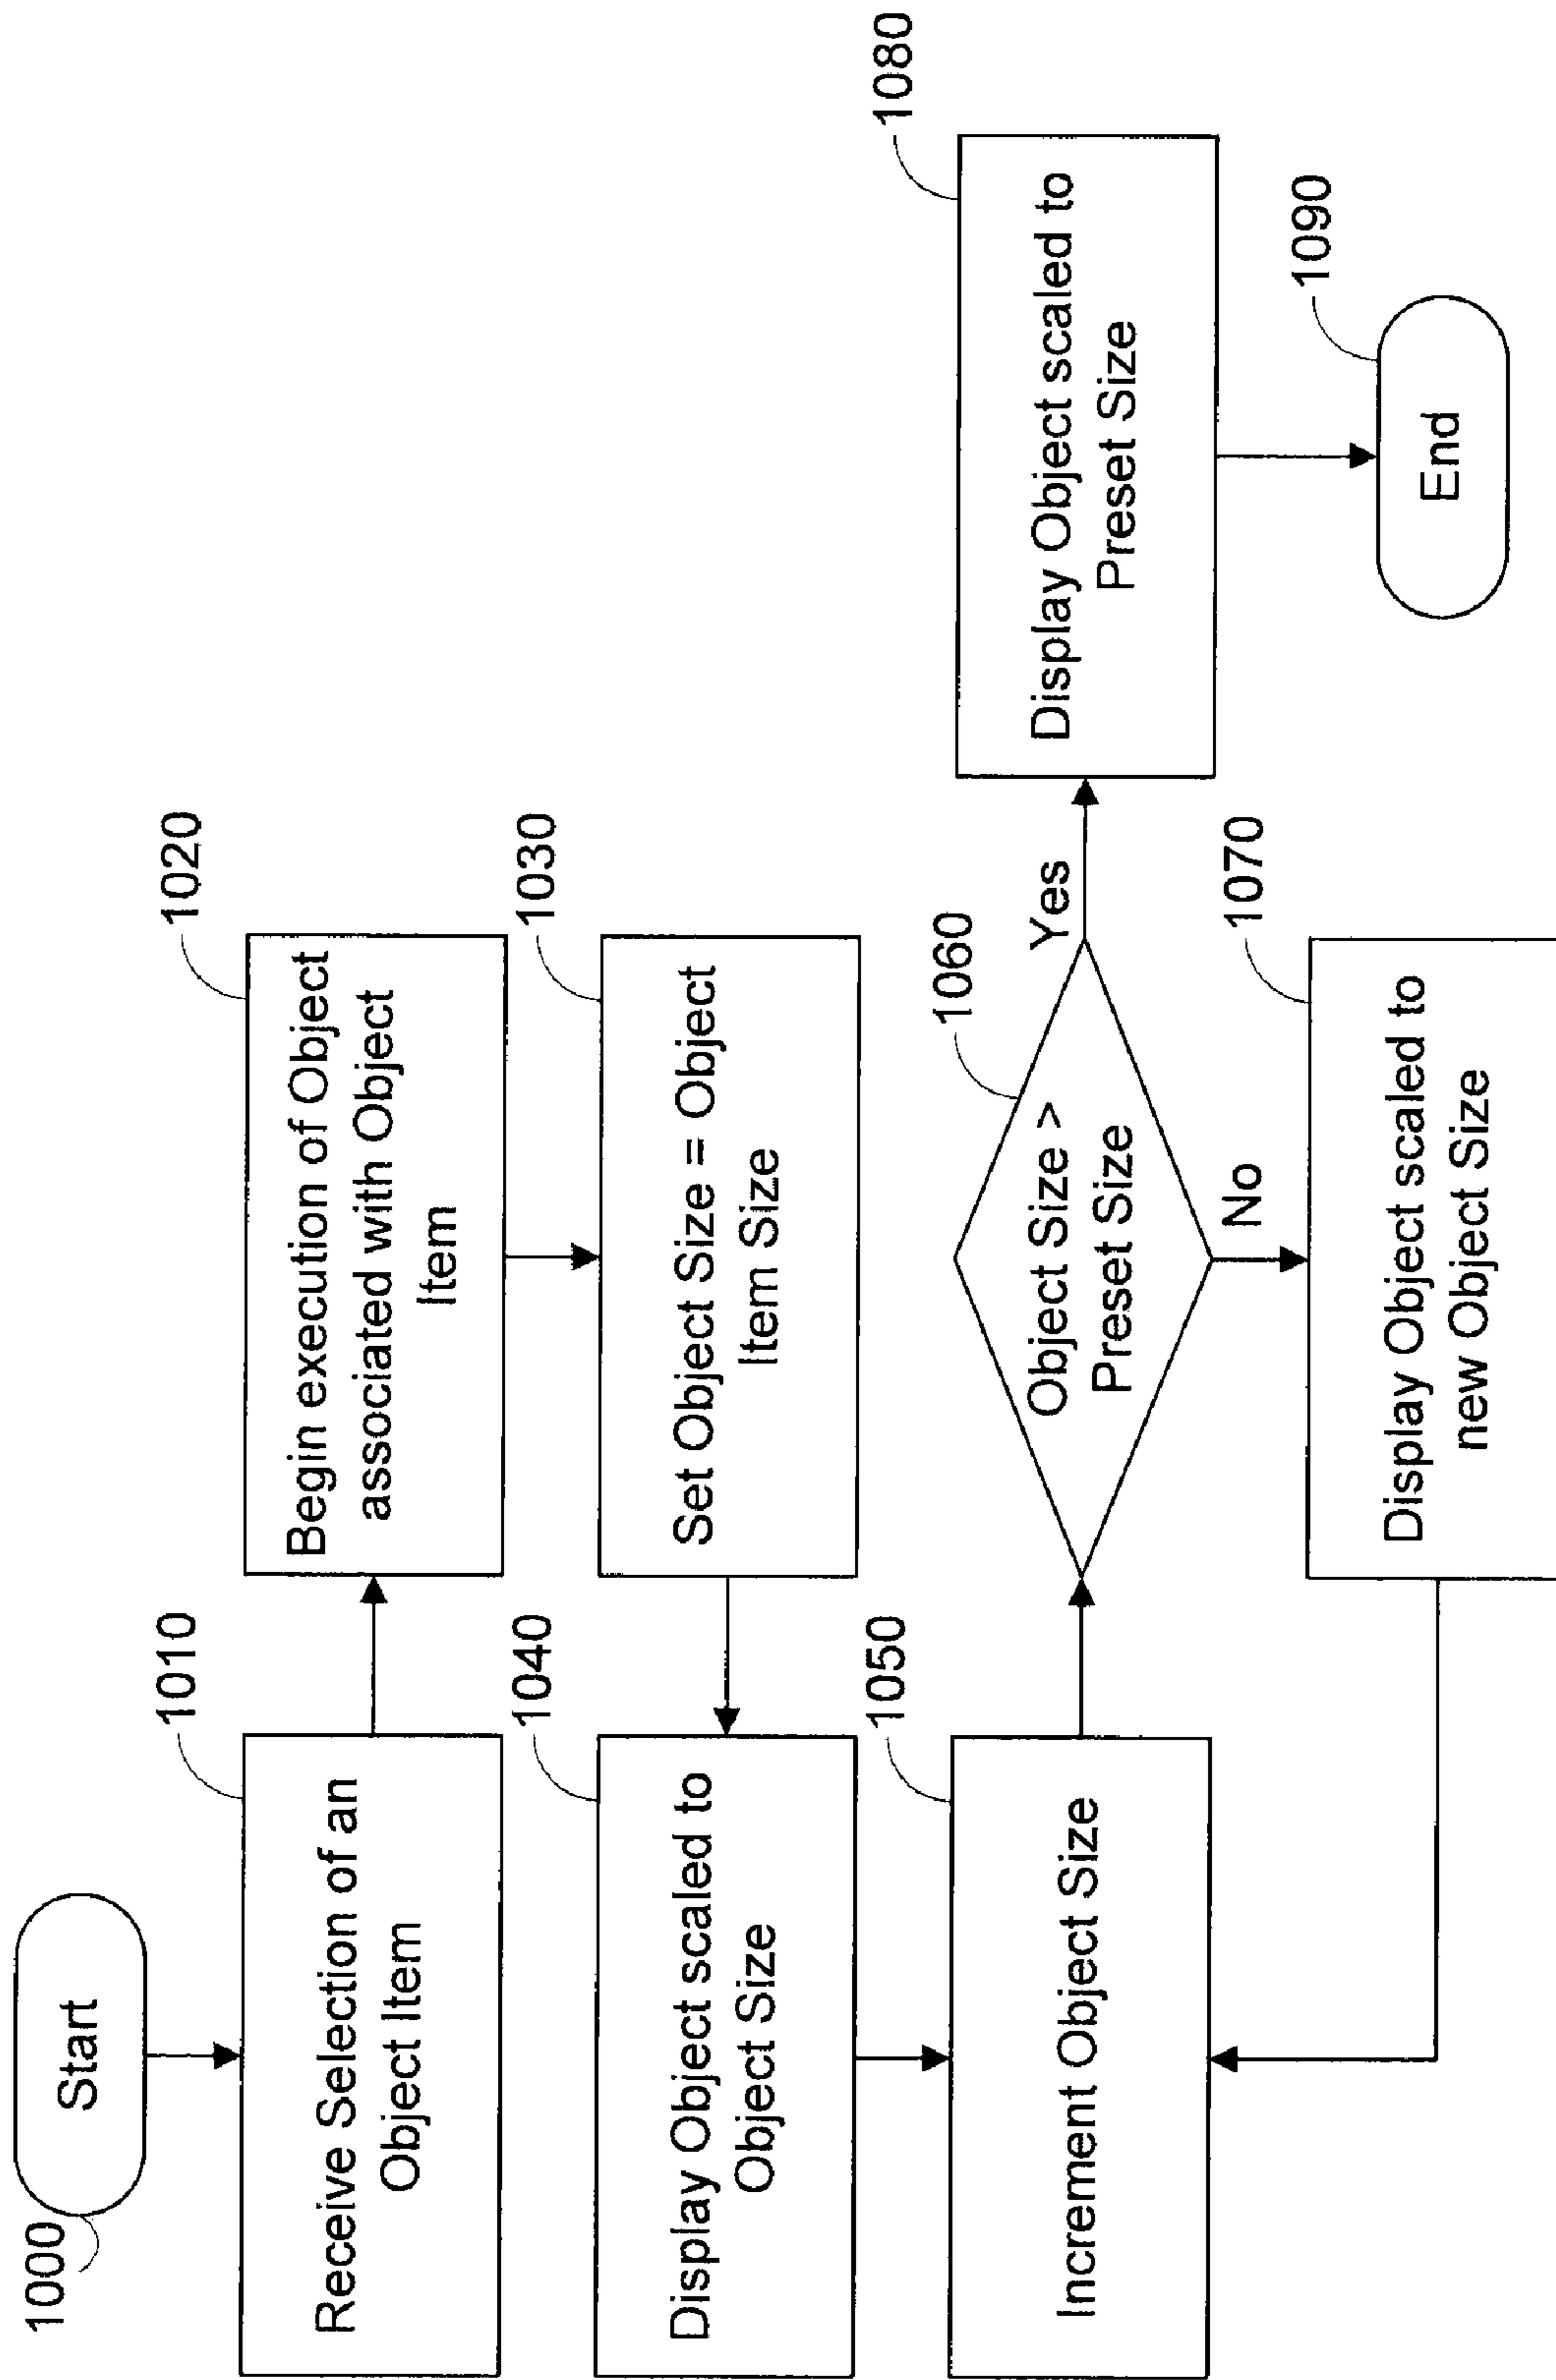 1000
Start
1010
Receive Selection of an
Object Item
1020
Begin execution of Object
associated with Object
Item
1030
Set Object Size = Object
Item Size
1040
Display Object scaled to
Object Size
1050
Increment Object Size
1060
Object Size >
Preset Size
Yes
No
1070
Display Object scaled to
new Object Size
1080
Display Object scaled to
Preset Size
1090
End